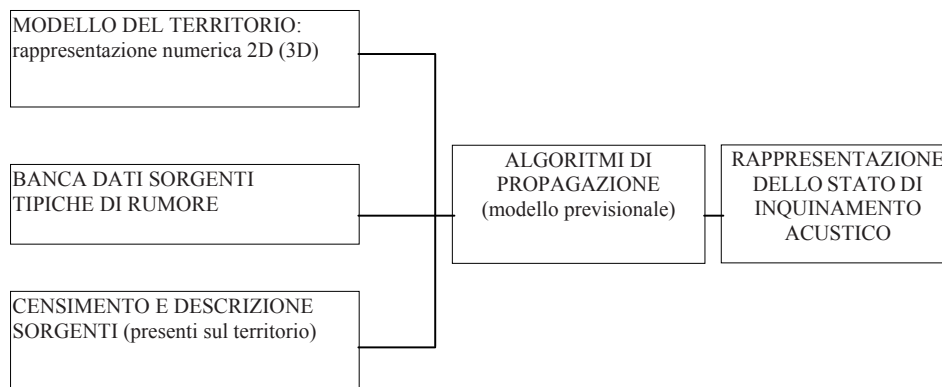 MODELLO DEL TERRITORIO:
rappresentazione numerica 2D (3D)
BANCA DATI SORGENTI
TIPICHE DI RUMORE
CENSIMENTO E DESCRIZIONE
SORGENTI (presenti sul territorio)
ALGORITMI DI
PROPAGAZIONE
(modello previsionale)
RAPPRESENTAZIONE
DELLO STATO DI
INQUINAMENTO
ACUSTICO